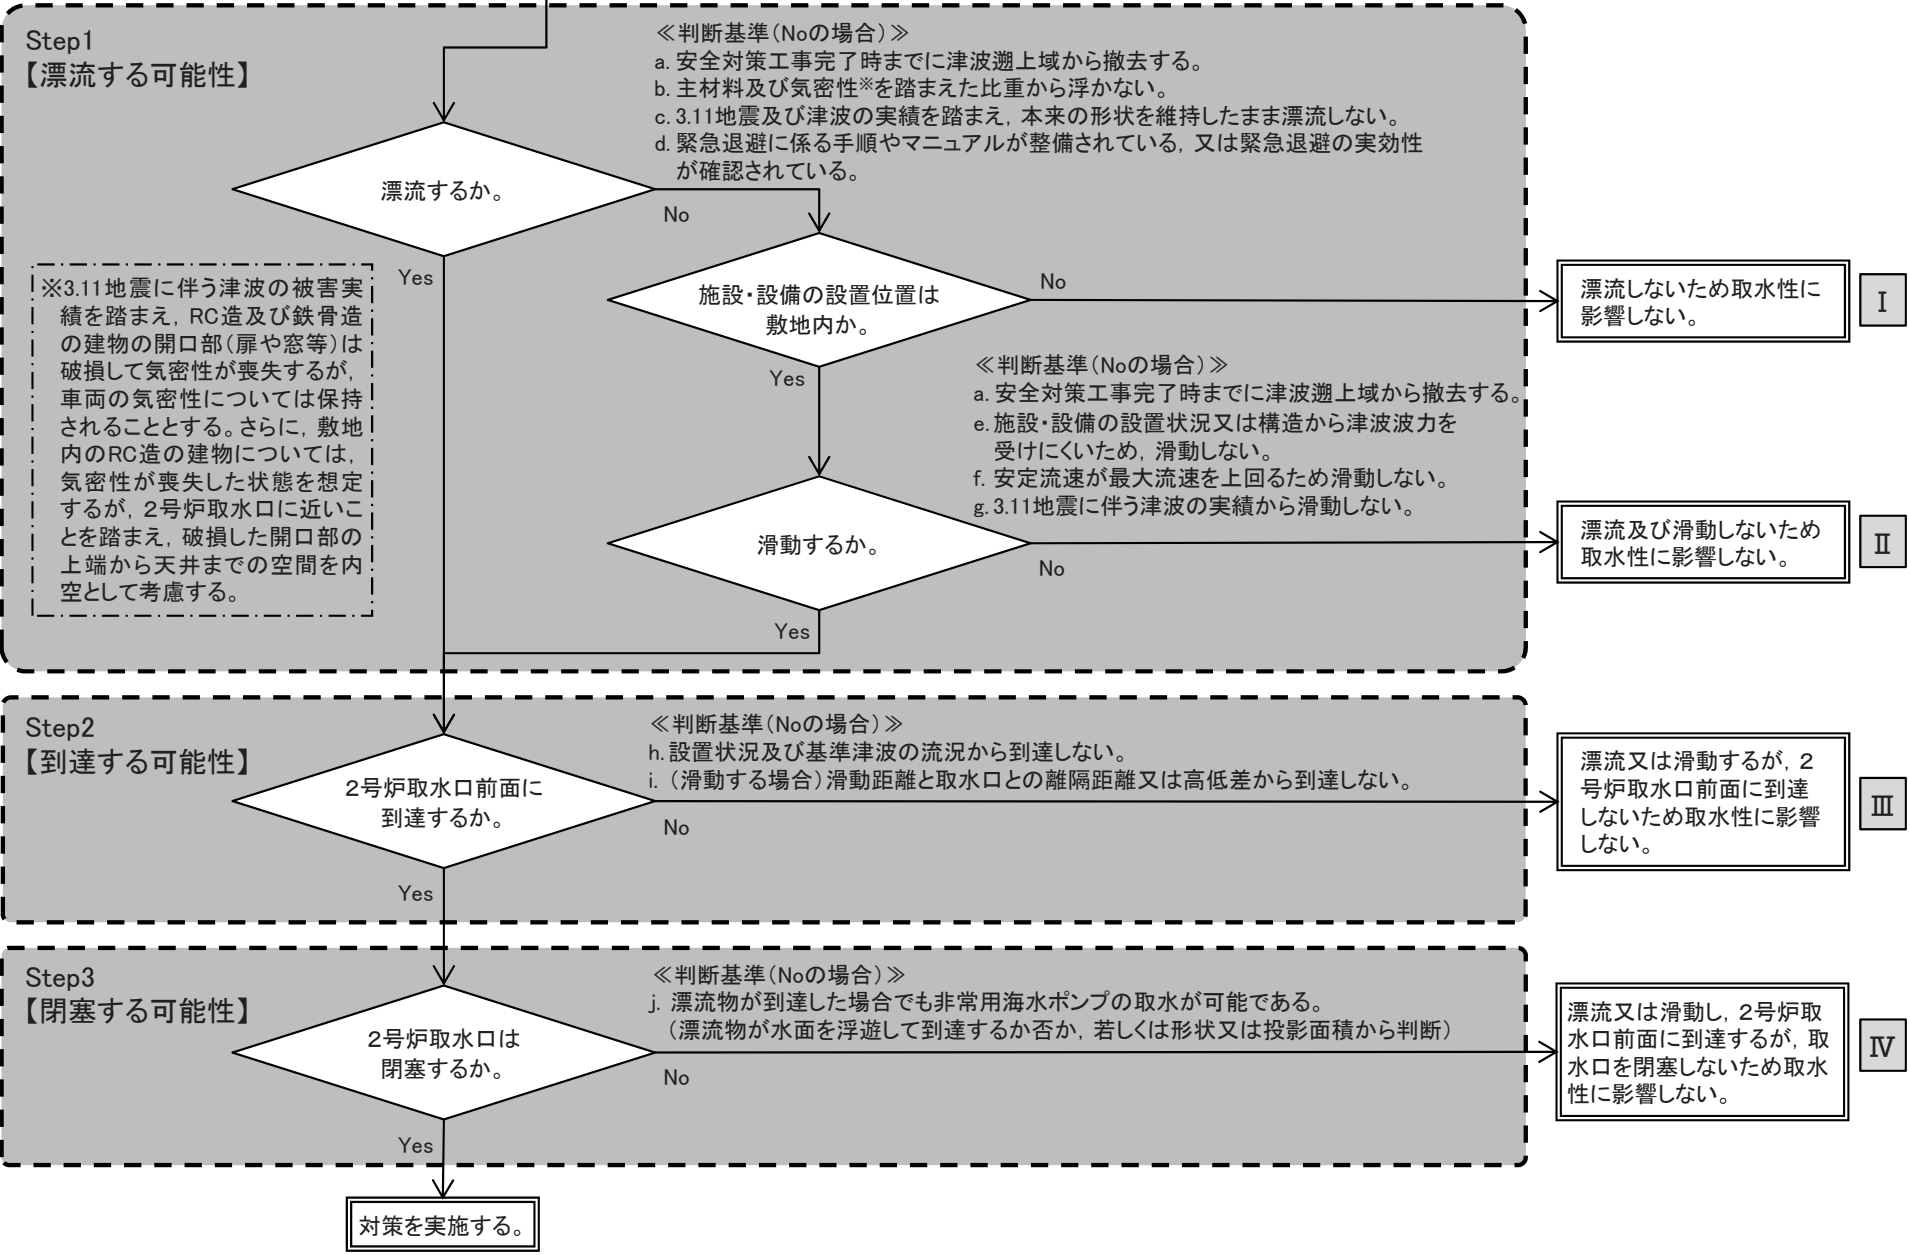 Step1
【漂流する可能性】
≪判断基準（Noの場合）≫
a. 安全対策工事完了時までに津波遡上域から撤去する。
b. 主材料及び気密性※を踏まえた比重から浮かない。
c. 3.11地震及び津波の実績を踏まえ，本来の形状を維持したまま漂流しない。
d. 緊急退避に係る手順やマニュアルが整備されている，又は緊急退避の実効性
が確認されている。
漂流するか。
No
Yes
※3.11地震に伴う津波の被害実
績を踏まえ，RC造及び鉄骨造
の建物の開口部（扉や窓等）は
破損して気密性が喪失するが，
車両の気密性については保持
されることとする。さらに，敷地
内のRC造の建物については，
気密性が喪失した状態を想定
するが，２号炉取水口に近いこ
とを踏まえ，破損した開口部の
上端から天井までの空間を内
空として考慮する。
施設・設備の設置位置は
敷地内か。
No
Yes
漂流しないため取水性に
影響しない。
Ⅰ
≪判断基準（Noの場合）≫
a. 安全対策工事完了時までに津波遡上域から撤去する。
e. 施設・設備の設置状況又は構造から津波波力を
受けにくいため，滑動しない。
f. 安定流速が最大流速を上回るため滑動しない。
g. 3.11地震に伴う津波の実績から滑動しない。
滑動するか。
No
Yes
漂流及び滑動しないため
取水性に影響しない。
Ⅱ
Step2
【到達する可能性】
≪判断基準（Noの場合）≫
h. 設置状況及び基準津波の流況から到達しない。
i. （滑動する場合）滑動距離と取水口との離隔距離又は高低差から到達しない。
２号炉取水口前面に
到達するか。
No
Yes
漂流又は滑動するが，２
号炉取水口前面に到達
しないため取水性に影響
しない。
Ⅲ
Step3
【閉塞する可能性】
≪判断基準（Noの場合）≫
j. 漂流物が到達した場合でも非常用海水ポンプの取水が可能である。
（漂流物が水面を浮遊して到達するか否か，若しくは形状又は投影面積から判断）
２号炉取水口は
閉塞するか。
No
Yes
漂流又は滑動し，２号炉取
水口前面に到達するが，取
水口を閉塞しないため取水
性に影響しない。
Ⅳ
対策を実施する。